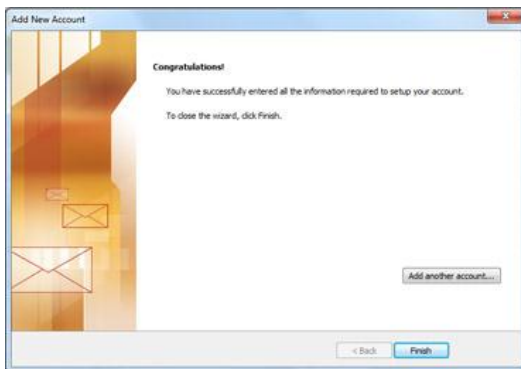 Add New Account
Congratulations!
You have successfully entered all the information required to setup your account.
To close the wizard, click Finish.
Add another account...
< Back
Finish